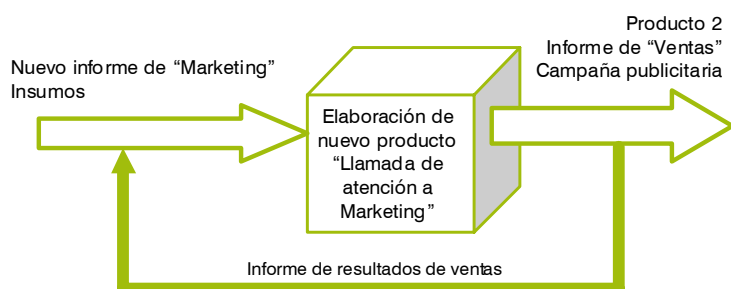 Nuevo informe de “Marketing”
Insumos
Elaboración de
nuevo producto
“Llamada de
atención a
Marketing”
Producto 2
Informe de “Ventas”
Campaña publicitaria
Informe de resultados de ventas